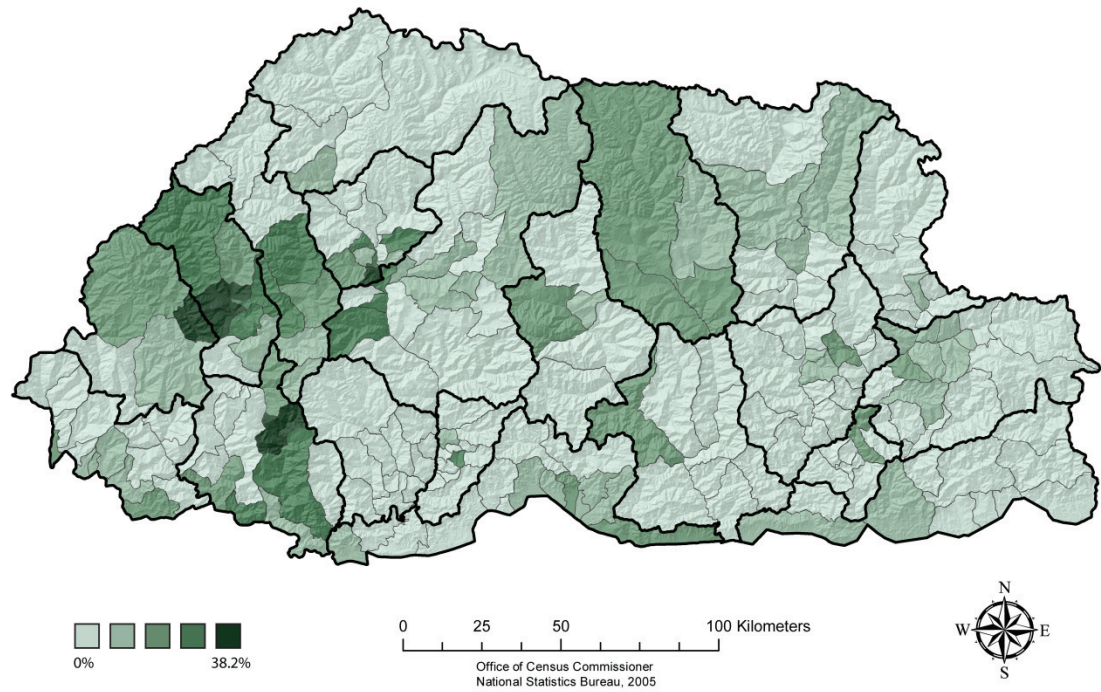 0%
38.2%
0 25 50 100 Kilometers
Office of Census Commissioner
National Statistics Bureau, 2005
N
W E
S